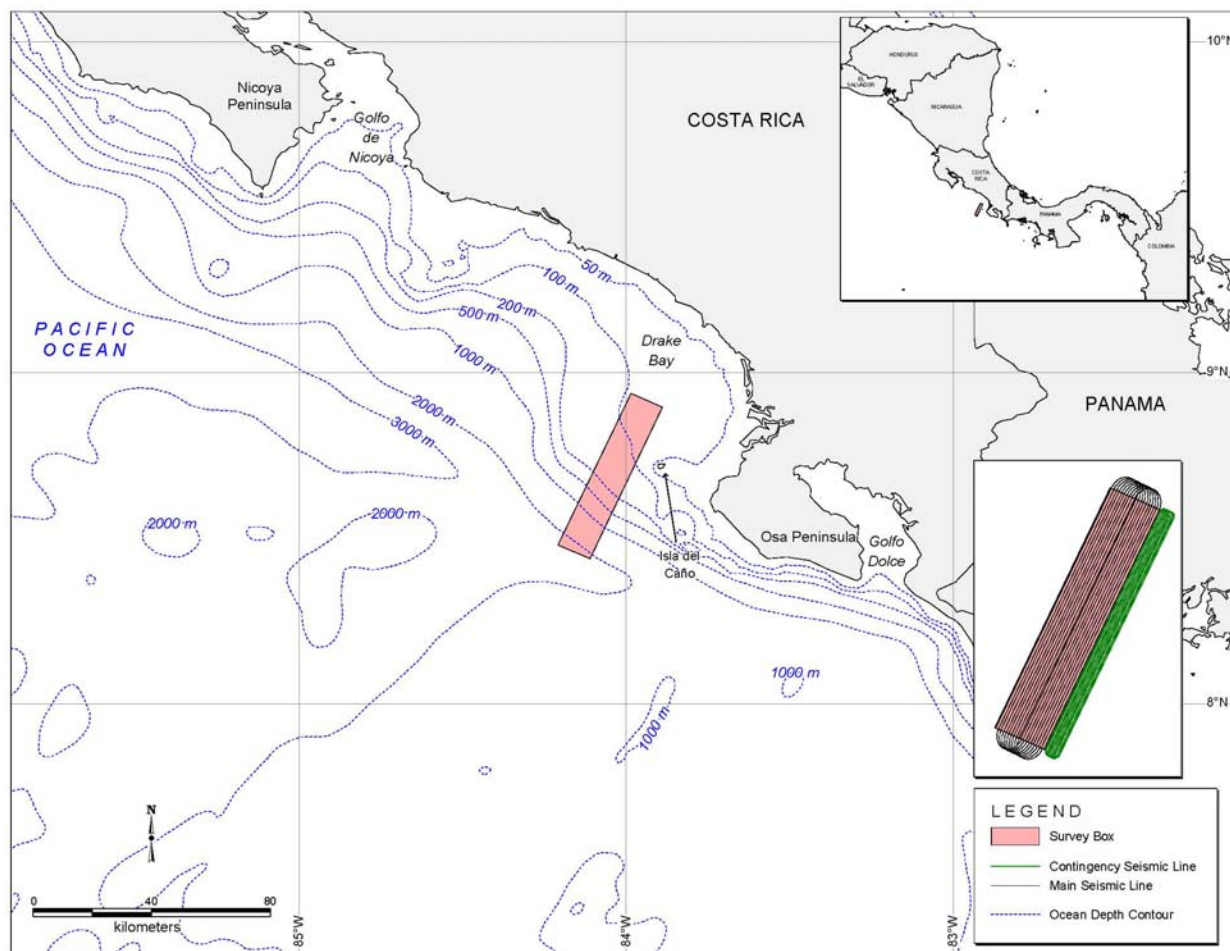 10°N
HONDURUS
EL
SALVADOR
NICARAGUA
COSTA
RICA
PANAMA
COLOMBIA
Nicoya
Peninsula
Golfo
de
Nicoya
COSTA RICA
50 m
100 m
200 m
500 m
1000 m
2000 m
3000 m
PACIFIC
OCEAN
Drake
Bay
9°N
PANAMA
2000 m
2000 m
Osa Peninsula
Golfo
Dolce
Isla del
Caño
1000 m
1000 m
8°N
N
0 40 80
kilometers
LEGEND
Survey Box
Contingency Seismic Line
Main Seismic Line
Ocean Depth Contour
85°W
84°W
83°W